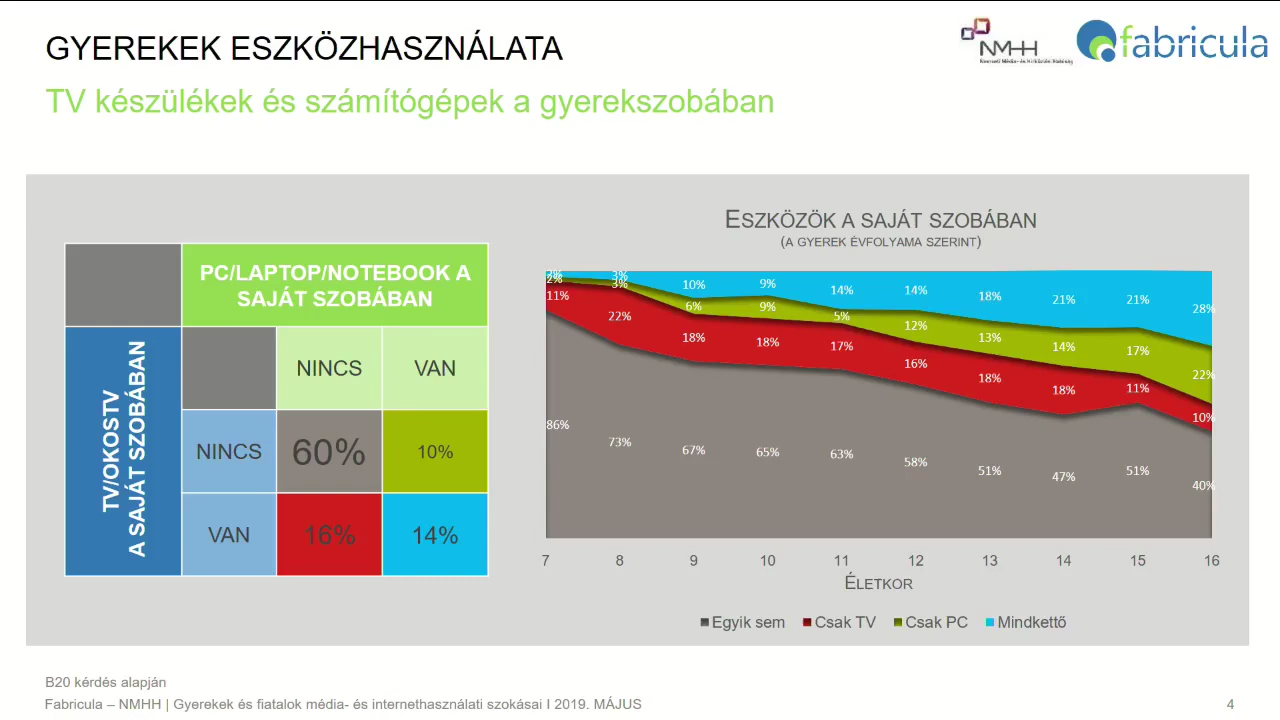 GYEREKEK ESZKÖZHASZNÁLATA
NMHH
Nemzeti Média- és Hírközlési Hatóság
fabricula
TV készülékek és számítógépek a gyerekszobában
PC/LAPTOP/NOTEBOOK A
SAJÁT SZOBÁBAN
TV/OKOSTV
A SAJÁT SZOBÁBAN
NINCS VAN
NINCS 60% 10%
VAN 16% 14%
ESZKÖZÖK A SAJÁT SZOBÁBAN
(A GYEREK ÉVFOLYAMA SZERINT)
3% 10% 9% 14% 14% 18% 21% 21% 28%
2% 3% 6% 9% 5% 12% 13% 14% 17% 22%
11% 22% 18% 18% 17% 16% 18% 18% 11% 10%
86% 73% 67% 65% 63% 58% 51% 47% 51% 40%
7 8 9 10 11 12 13 14 15 16
ÉLETKOR
Egyik sem Csak TV Csak PC Mindkettő
B20 kérdés alapján
Fabricula – NMHH | Gyerekek és fiatalok média- és internethasználati szokásai I 2019. MÁJUS
4